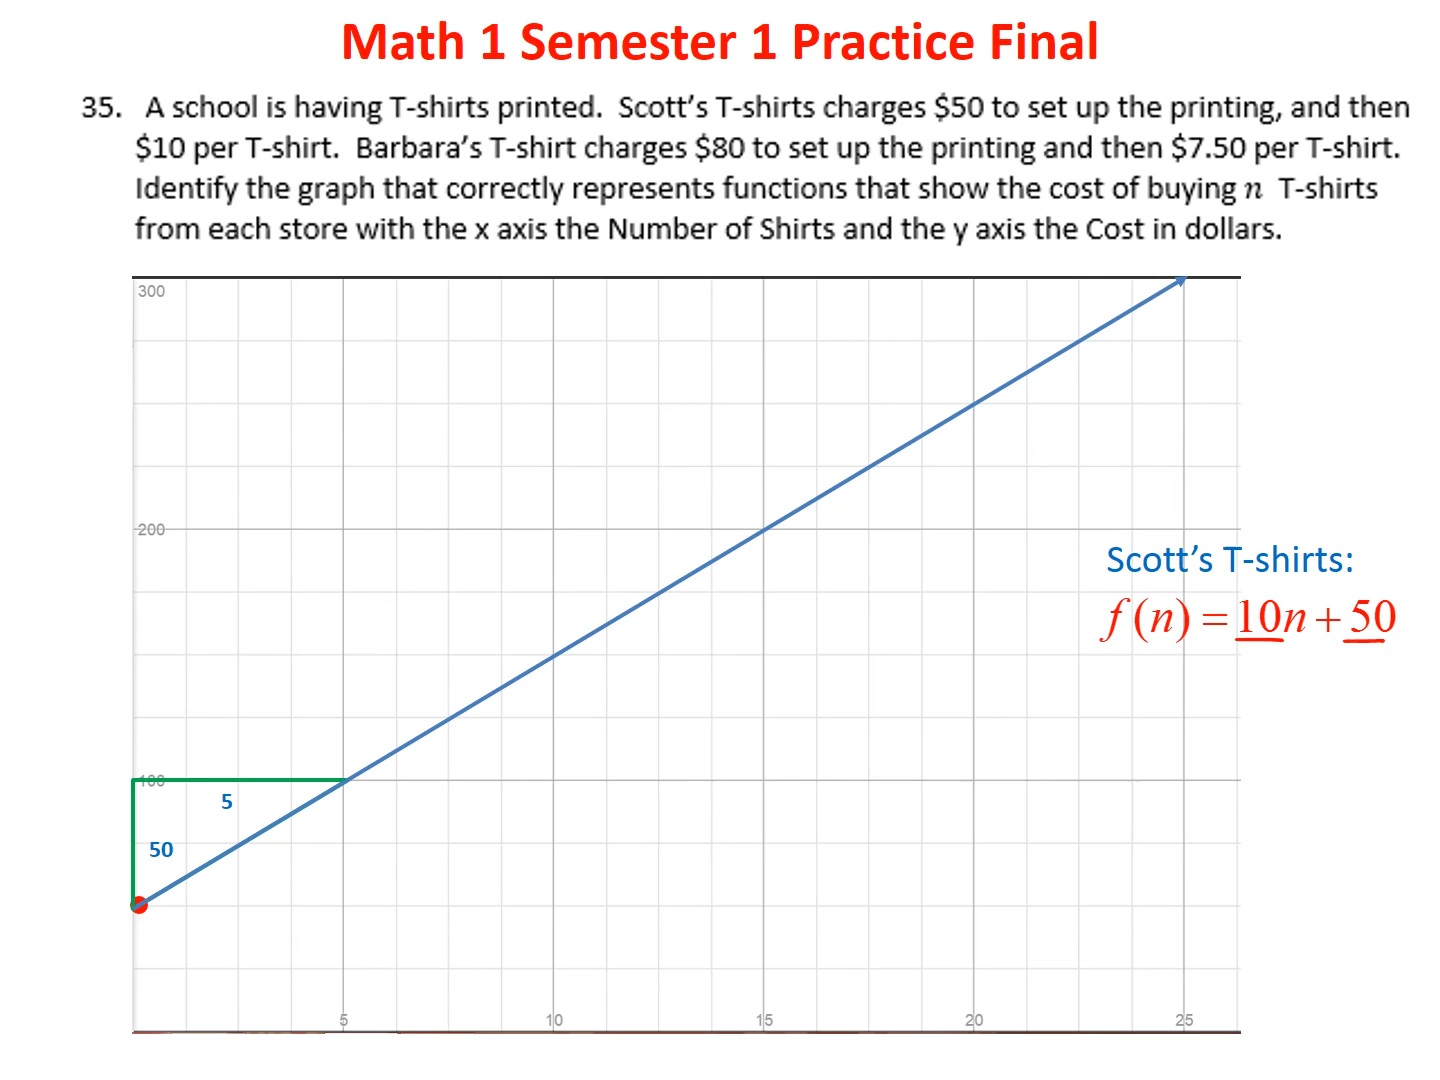 Math 1 Semester 1 Practice Final
35. A school is having T-shirts printed. Scott's T-shirts charges $50 to set up the printing, and then
$10 per T-shirt. Barbara's T-shirt charges $80 to set up the printing and then $7.50 per T-shirt.
Identify the graph that correctly represents functions that show the cost of buying n T-shirts
from each store with the x axis the Number of Shirts and the y axis the Cost in dollars.
300
200
Scott's T-shirts:
f(n) = 10n + 50
100
5
50
5 10 15 20 25